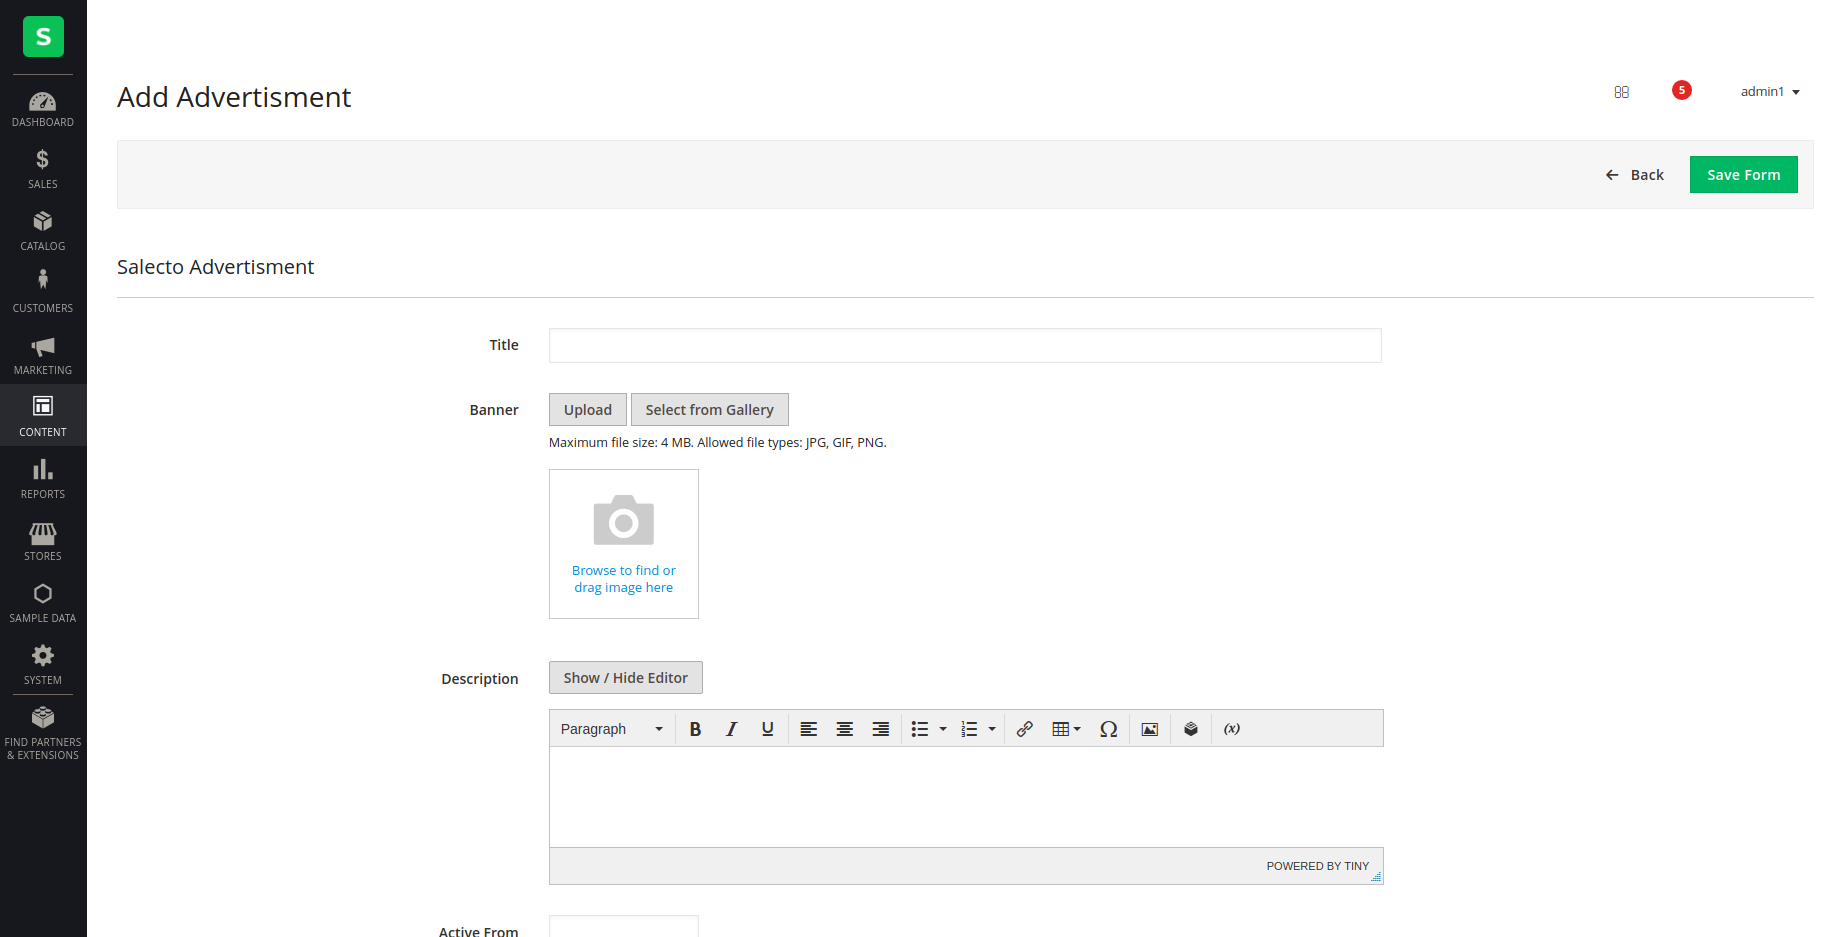 S
DASHBOARD
$
SALES
CATALOG
CUSTOMERS
MARKETING
CONTENT
REPORTS
STORES
SAMPLE DATA
SYSTEM
FIND PARTNERS
& EXTENSIONS
Add Advertisment
5
admin1
Back
Save Form
Salecto Advertisment
Title
Banner
Upload
Select from Gallery
Maximum file size: 4 MB. Allowed file types: JPG, GIF, PNG.
Browse to find or
drag image here
Description
Show / Hide Editor
Paragraph
B I U
Ω
(x)
POWERED BY TINY
Active From